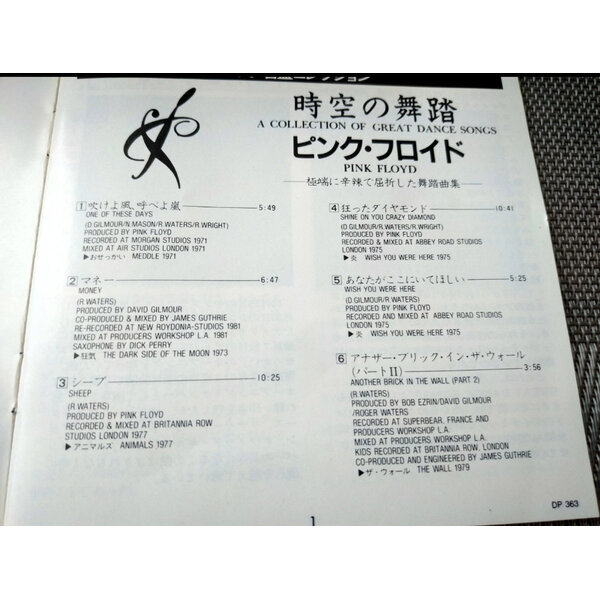 時空の舞踏
A COLLECTION OF GREAT DANCE SONGS
ピンク・フロイド
PINK FLOYD
極端に辛辣で屈折した舞踏曲集
1 吹けよ風、呼べよ嵐 5:49
ONE OF THESE DAYS
(D.GILMOUR/N.MASON/R.WATERS/R.WRIGHT)
PRODUCED BY PINK FLOYD
RECORDED AT MORGAN STUDIOS 1971
MIXED AT AIR STUDIOS LONDON 1971
▶おせっかい MEDDLE 1971
2 マネー 6:47
MONEY
(R.WATERS)
PRODUCED BY DAVID GILMOUR
CO-PRODUCED & MIXED BY JAMES GUTHRIE
RE-RECORDED AT NEW ROYDONIA-STUDIOS 1981
MIXED AT PRODUCERS WORKSHOP L.A. 1981
SAXOPHONE BY DICK PERRY
▶狂気 THE DARK SIDE OF THE MOON 1973
3 シープ 10:25
SHEEP
(R.WATERS)
PRODUCED BY PINK FLOYD
RECORDED & MIXED AT BRITANNIA ROW
STUDIOS LONDON 1977
▶アニマルズ ANIMALS 1977
4 狂ったダイヤモンド 10:41
SHINE ON YOU CRAZY DIAMOND
(D.GILMOUR/R.WATERS/R.WRIGHT)
PRODUCED BY PINK FLOYD
RECORDED & MIXED AT ABBEY ROAD STUDIOS
LONDON 1975
▶炎 WISH YOU WERE HERE 1975
5 あなたがここにいてほしい 5:25
WISH YOU WERE HERE
(D.GILMOUR/R.WATERS)
PRODUCED BY PINK FLOYD
RECORDED AND MIXED AT ABBEY ROAD STUDIOS
LONDON 1975
▶炎 WISH YOU WERE HERE 1975
6 アナザー・ブリック・イン・ザ・ウォール
(パートII) 3:56
ANOTHER BRICK IN THE WALL (PART 2)
(R.WATERS)
PRODUCED BY BOB EZRIN/DAVID GILMOUR
/ROGER WATERS
RECORDED AT SUPERBEAR, FRANCE AND
PRODUCERS WORKSHOP L.A.
MIXED AT PRODUCERS WORKSHOP L.A.
KIDS RECORDED AT BRITANNIA ROW, LONDON
CO-PRODUCED AND ENGINEERED BY JAMES GUTHRIE
▶ザ・ウォール THE WALL 1979
1
DP 363